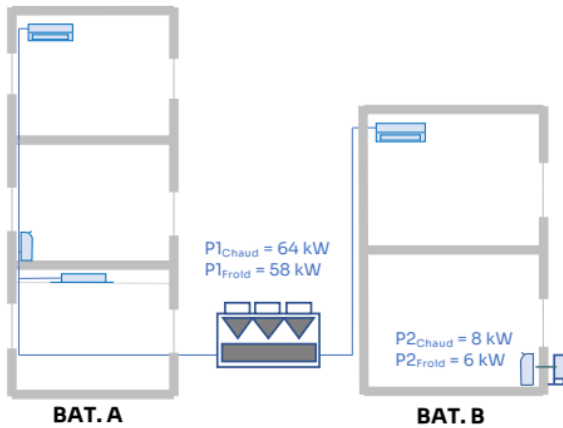 P1Chaud = 64 kW
P1Froid = 58 kW
P2Chaud = 8 kW
P2Froid = 6 kW
BAT. A
BAT. B